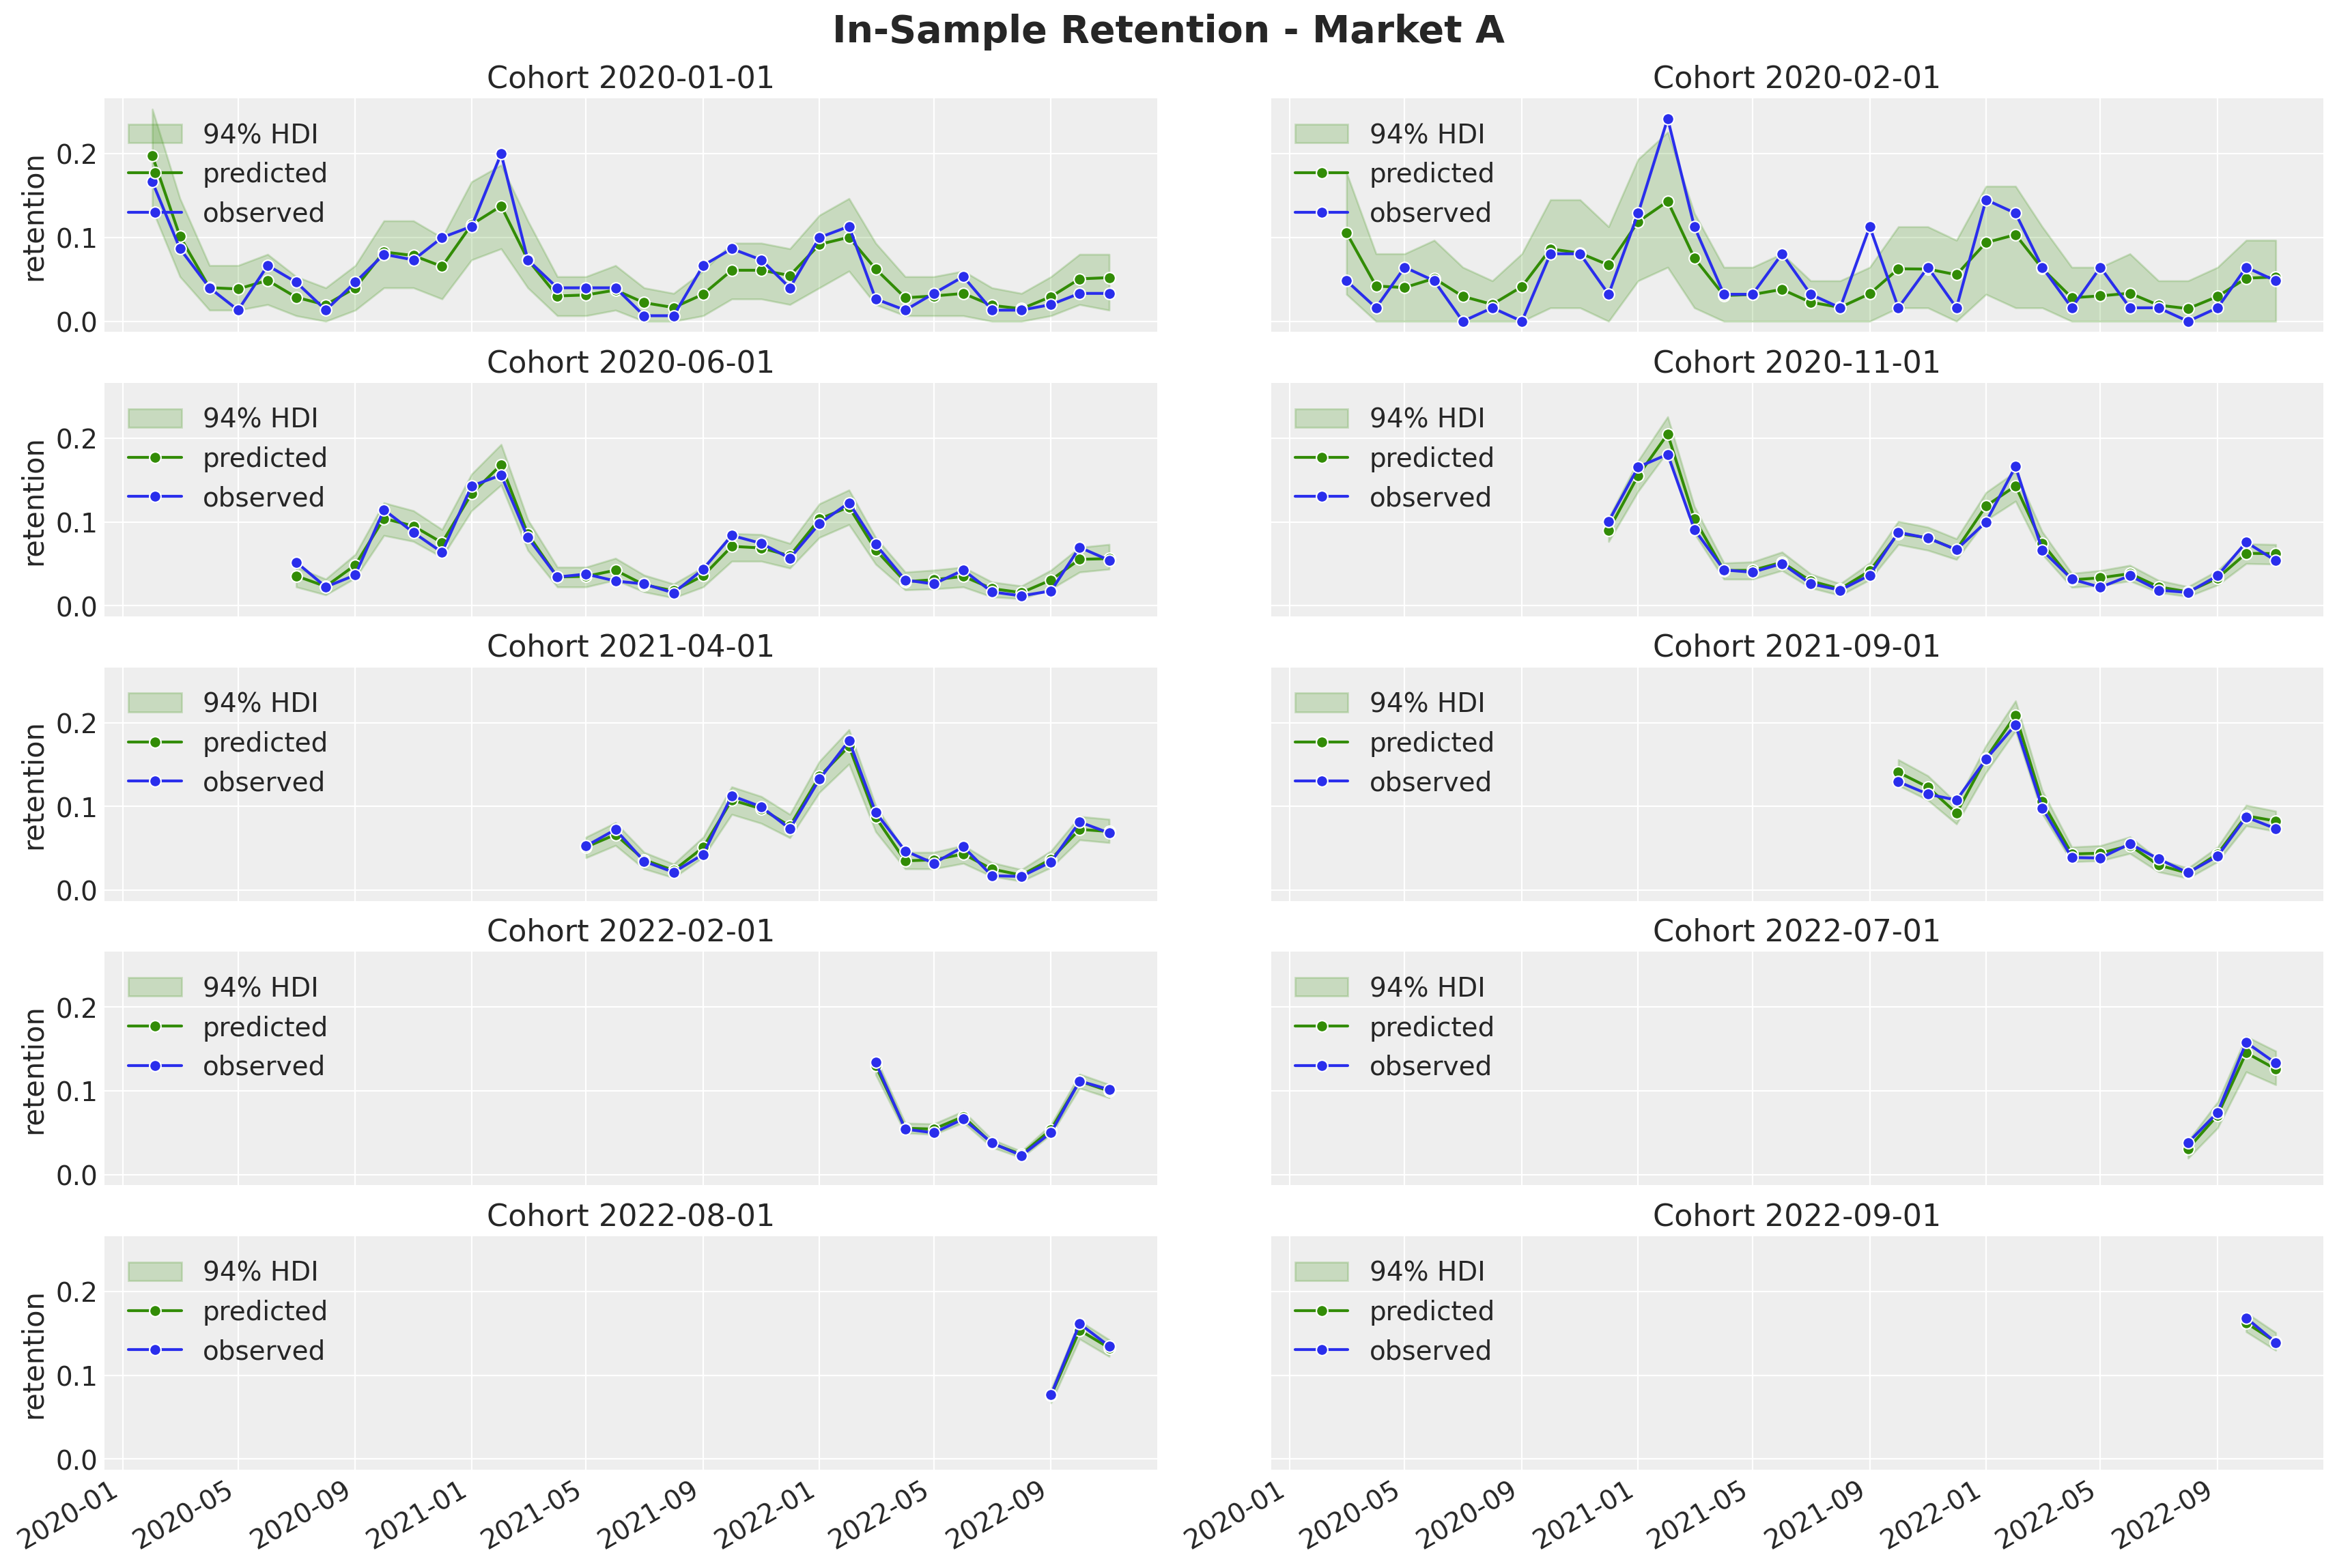 In-Sample Retention - Market A
Cohort 2020-01-01
retention
0.2
0.1
0.0
94% HDI
predicted
observed
Cohort 2020-02-01
94% HDI
predicted
observed
Cohort 2020-06-01
retention
0.2
0.1
0.0
94% HDI
predicted
observed
Cohort 2020-11-01
94% HDI
predicted
observed
Cohort 2021-04-01
retention
0.2
0.1
0.0
94% HDI
predicted
observed
Cohort 2021-09-01
94% HDI
predicted
observed
Cohort 2022-02-01
retention
0.2
0.1
0.0
94% HDI
predicted
observed
Cohort 2022-07-01
94% HDI
predicted
observed
Cohort 2022-08-01
retention
0.2
0.1
0.0
94% HDI
predicted
observed
2020-01
2020-05
2020-09
2021-01
2021-05
2021-09
2022-01
2022-05
2022-09
Cohort 2022-09-01
94% HDI
predicted
observed
2020-01
2020-05
2020-09
2021-01
2021-05
2021-09
2022-01
2022-05
2022-09